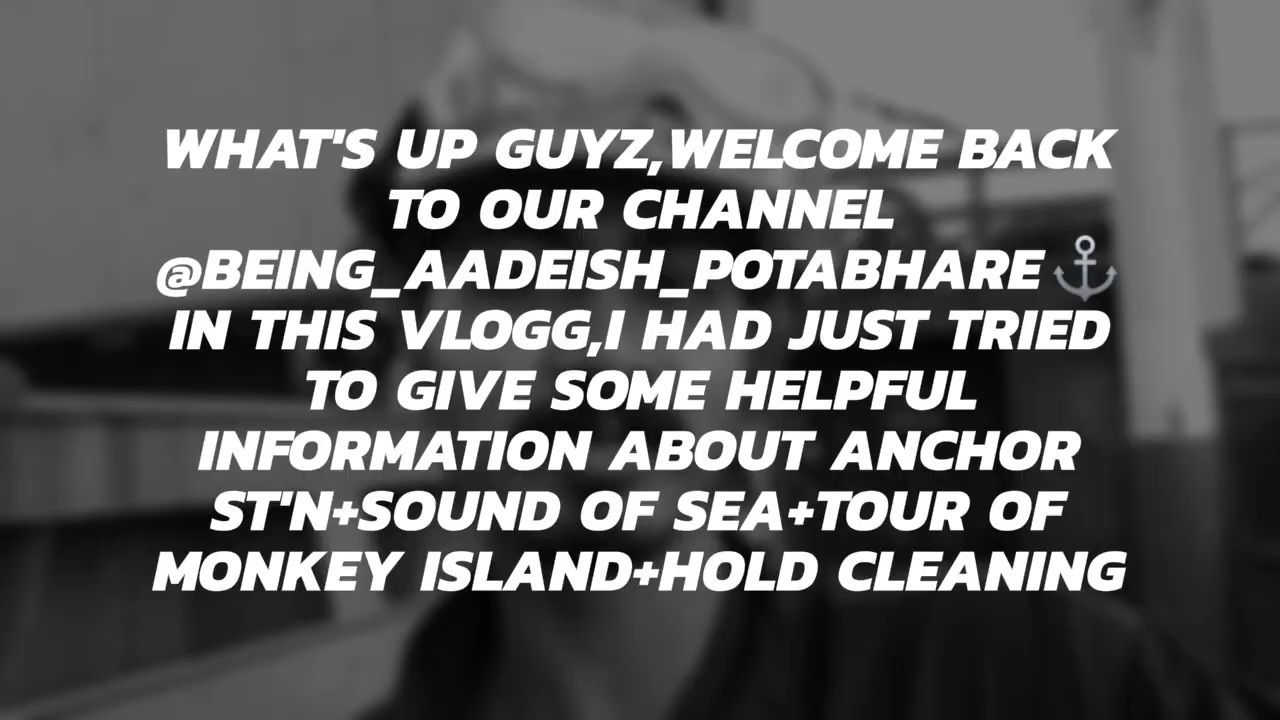 WHAT'S UP GUYZ,WELCOME BACK
TO OUR CHANNEL
@BEING_AADEISH_POTABHARE⚓
IN THIS VLOGG,I HAD JUST TRIED
TO GIVE SOME HELPFUL
INFORMATION ABOUT ANCHOR
ST'N+SOUND OF SEA+TOUR OF
MONKEY ISLAND+HOLD CLEANING